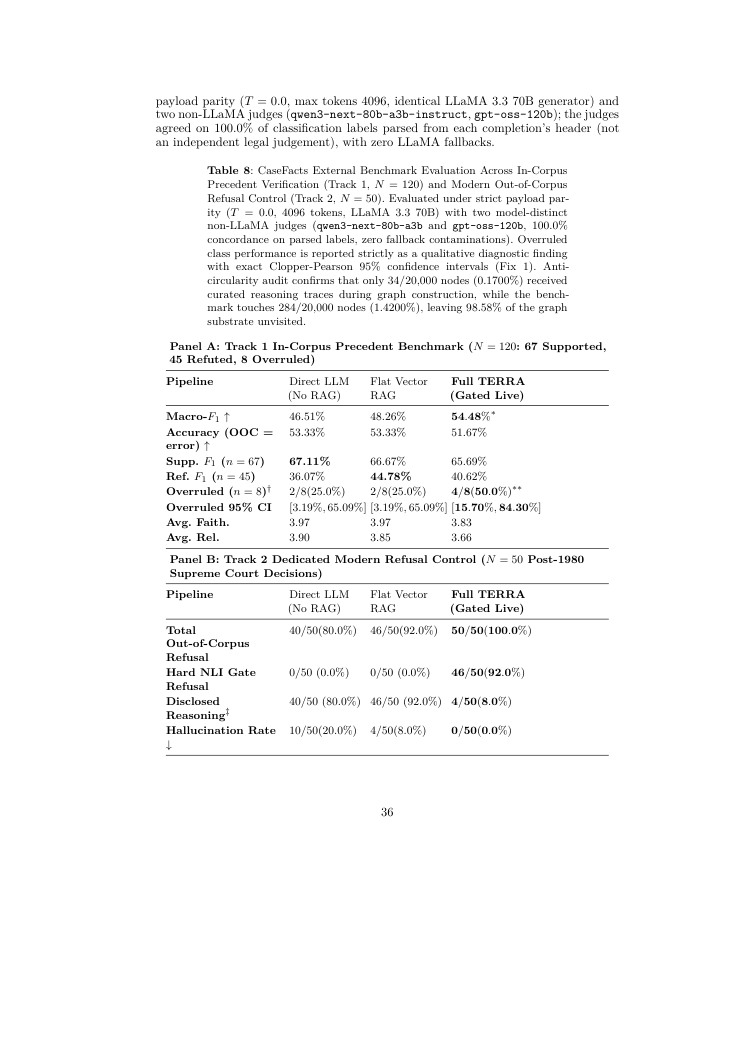 payload parity (T = 0.0, max tokens 4096, identical LLaMA 3.3 70B generator) and
two non-LLaMA judges (qwen3-next-80b-a3b-instruct, gpt-oss-120b); the judges
agreed on 100.0% of classification labels parsed from each completion's header (not
an independent legal judgement), with zero LLaMA fallbacks.
Table 8: CaseFacts External Benchmark Evaluation Across In-Corpus
Precedent Verification (Track 1, N = 120) and Modern Out-of-Corpus
Refusal Control (Track 2, N = 50). Evaluated under strict payload par-
ity (T = 0.0, 4096 tokens, LLaMA 3.3 70B) with two model-distinct
non-LLaMA judges (qwen3-next-80b-a3b and gpt-oss-120b, 100.0%
concordance on parsed labels, zero fallback contaminations). Overruled
class performance is reported strictly as a qualitative diagnostic finding
with exact Clopper-Pearson 95% confidence intervals (Fix 1). Anti-
circularity audit confirms that only 34/20,000 nodes (0.1700%) received
curated reasoning traces during graph construction, while the bench-
mark touches 284/20,000 nodes (1.4200%), leaving 98.58% of the graph
substrate unvisited.
Panel A: Track 1 In-Corpus Precedent Benchmark (N = 120: 67 Supported,
45 Refuted, 8 Overruled)
Pipeline Direct LLM Flat Vector Full TERRA
(No RAG) RAG (Gated Live)
Macro-F1 ↑ 46.51% 48.26% 54.48%*
Accuracy (OOC = 53.33% 53.33% 51.67%
error) ↑
Supp. F1 (n = 67) 67.11% 66.67% 65.69%
Ref. F1 (n = 45) 36.07% 44.78% 40.62%
Overruled (n = 8)† 2/8(25.0%) 2/8(25.0%) 4/8(50.0%)**
Overruled 95% CI [3.19%, 65.09%] [3.19%, 65.09%] [15.70%, 84.30%]
Avg. Faith. 3.97 3.97 3.83
Avg. Rel. 3.90 3.85 3.66
Panel B: Track 2 Dedicated Modern Refusal Control (N = 50 Post-1980
Supreme Court Decisions)
Pipeline Direct LLM Flat Vector Full TERRA
(No RAG) RAG (Gated Live)
Total 40/50(80.0%) 46/50(92.0%) 50/50(100.0%)
Out-of-Corpus
Refusal
Hard NLI Gate 0/50 (0.0%) 0/50 (0.0%) 46/50(92.0%)
Refusal
Disclosed 40/50 (80.0%) 46/50 (92.0%) 4/50(8.0%)
Reasoning‡
Hallucination Rate 10/50(20.0%) 4/50(8.0%) 0/50(0.0%)
↓
36